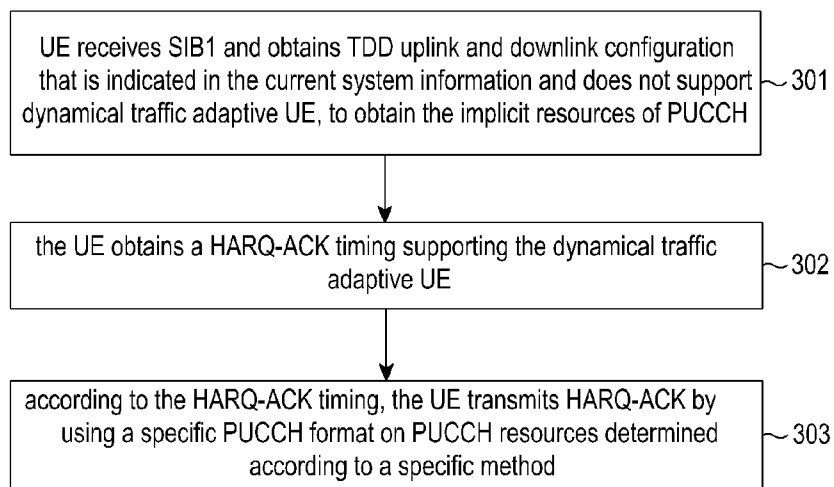 UE receives SIB1 and obtains TDD uplink and downlink configuration
that is indicated in the current system information and does not support
dynamical traffic adaptive UE, to obtain the implicit resources of PUCCH
301
the UE obtains a HARQ-ACK timing supporting the dynamical traffic
adaptive UE
302
according to the HARQ-ACK timing, the UE transmits HARQ-ACK by
using a specific PUCCH format on PUCCH resources determined
according to a specific method
303